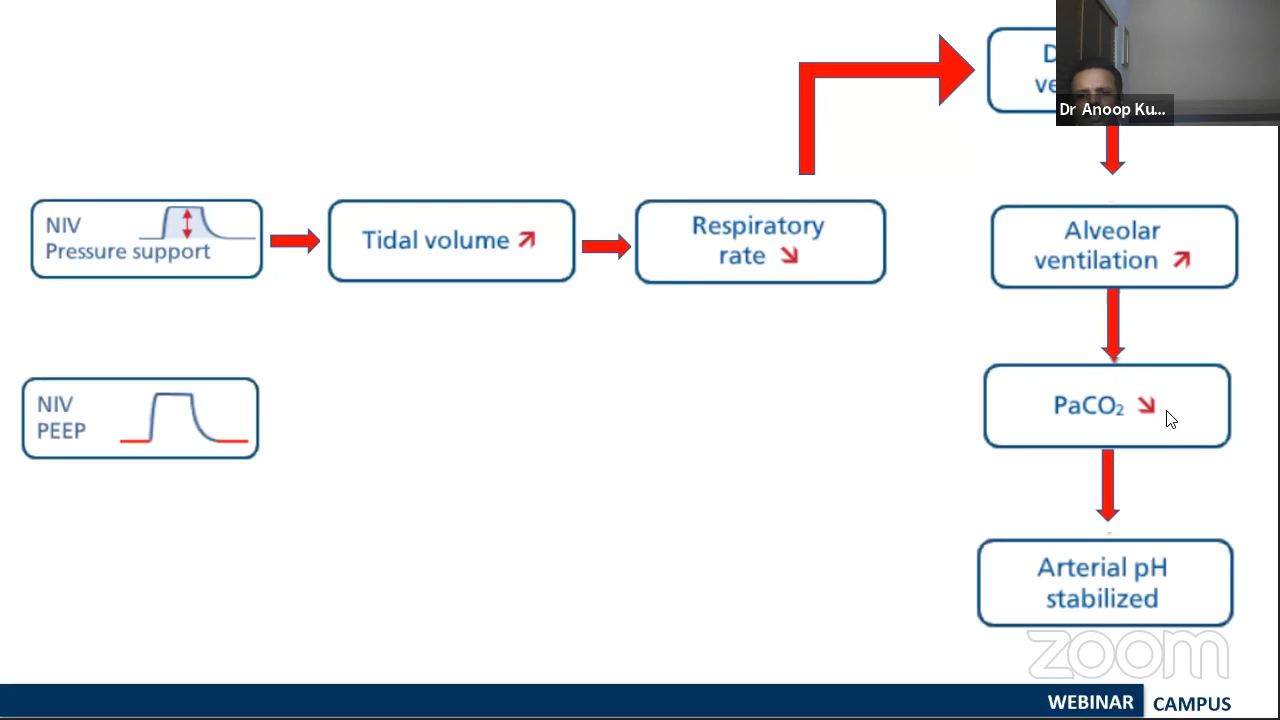 Dr Anoop Ku...
NIV
Pressure support
Tidal volume
Respiratory
rate
Alveolar
ventilation
NIV
PEEP
PaCO₂
Arterial pH
stabilized
zoom
WEBINAR CAMPUS